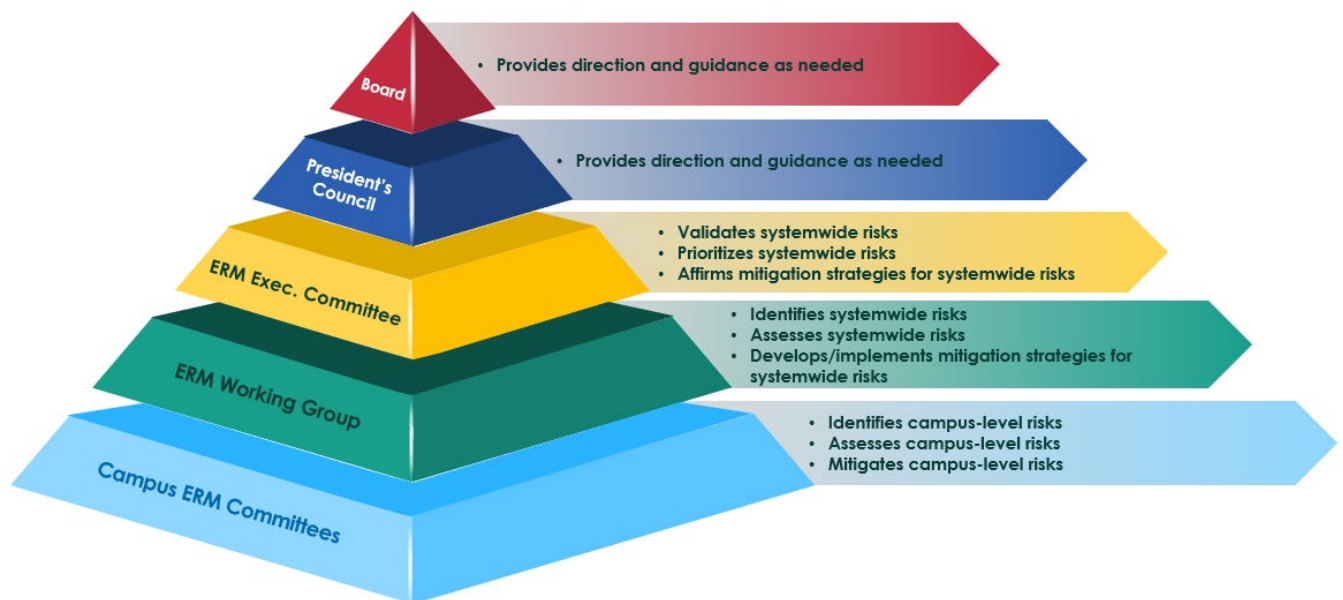 Board
• Provides direction and guidance as needed
President's
Council
• Provides direction and guidance as needed
ERM Exec. Committee
• Validates systemwide risks
• Prioritizes systemwide risks
• Affirms mitigation strategies for systemwide risks
ERM Working Group
• Identifies systemwide risks
• Assesses systemwide risks
• Develops/implements mitigation strategies for
systemwide risks
Campus ERM Committees
• Identifies campus-level risks
• Assesses campus-level risks
• Mitigates campus-level risks